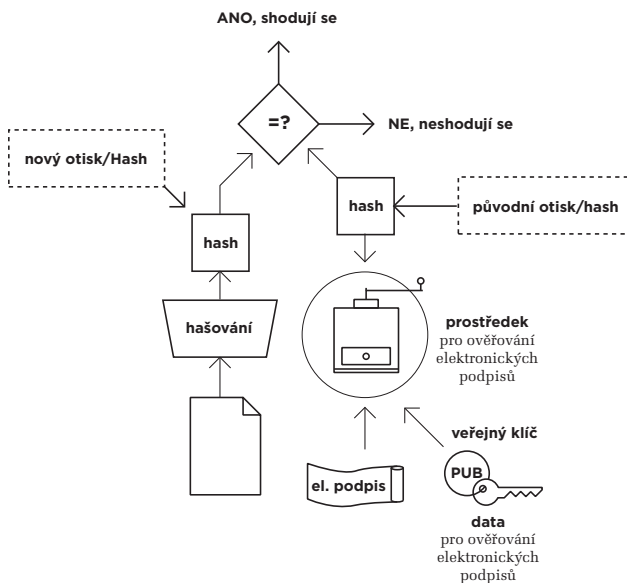 ANO, shodují se
=?
NE, neshodují se
nový otisk/Hash
hash
původní otisk/hash
hash
hašování
prostředek
pro ověřování
elektronických
podpisů
veřejný klíč
el. podpis
PUB
data
pro ověřování
elektronických
podpisů